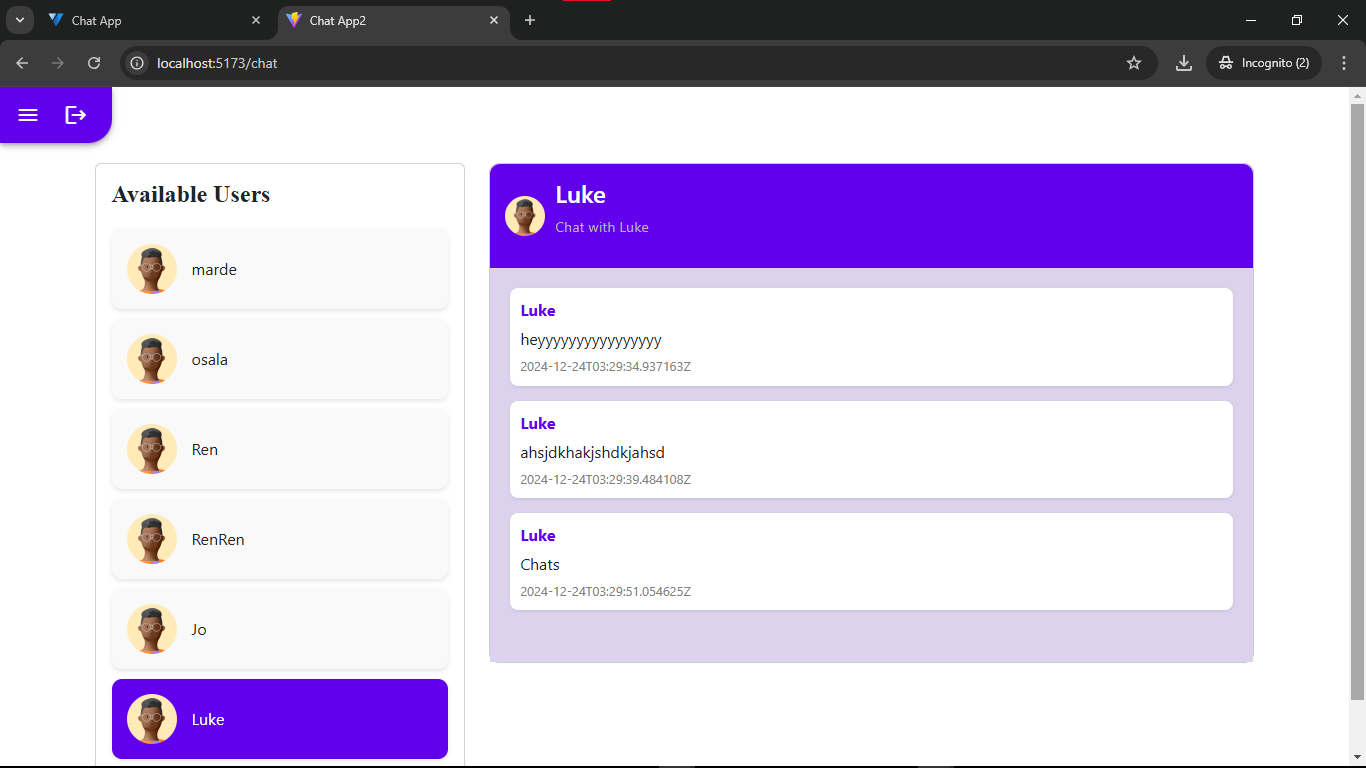 Chat App
Chat App2
localhost:5173/chat
Incognito (2)
Available Users
marde
osala
Ren
RenRen
Jo
Luke
Luke
Chat with Luke
Luke
heyyyyyyyyyyyyyyyy
2024-12-24T03:29:34.937163Z
Luke
ahsjdkhakjshdkjahsd
2024-12-24T03:29:39.484108Z
Luke
Chats
2024-12-24T03:29:51.054625Z